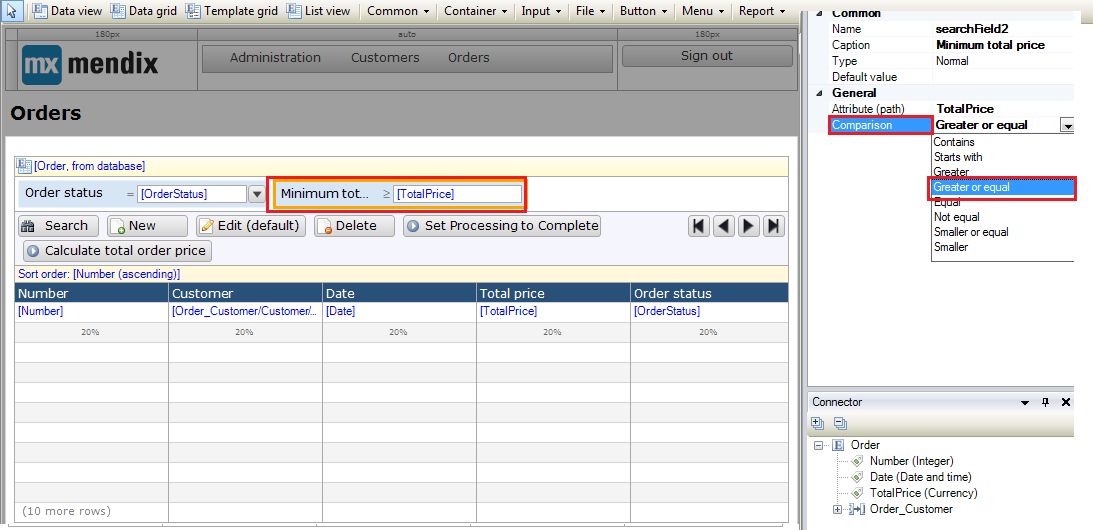 Data view Data grid Template grid List view Common Container Input File Button Menu Report
180px auto 180px
mx mendix Administration Customers Orders Sign out
Orders
[Order, from database]
Order status = [OrderStatus] Minimum tot... ≥ [TotalPrice]
Search New Edit (default) Delete Set Processing to Complete
Calculate total order price
Sort order: [Number (ascending)]
Number Customer Date Total price Order status
[Number] [Order_Customer/Customer/... [Date] [TotalPrice] [OrderStatus]
20% 20% 20% 20% 20%
(10 more rows)
Common
Name searchField2
Caption Minimum total price
Type Normal
Default value
General
Attribute (path) TotalPrice
Comparison Greater or equal
Contains
Starts with
Greater
Greater or equal
Equal
Not equal
Smaller or equal
Smaller
Connector
E Order
Number (Integer)
Date (Date and time)
TotalPrice (Currency)
Order_Customer